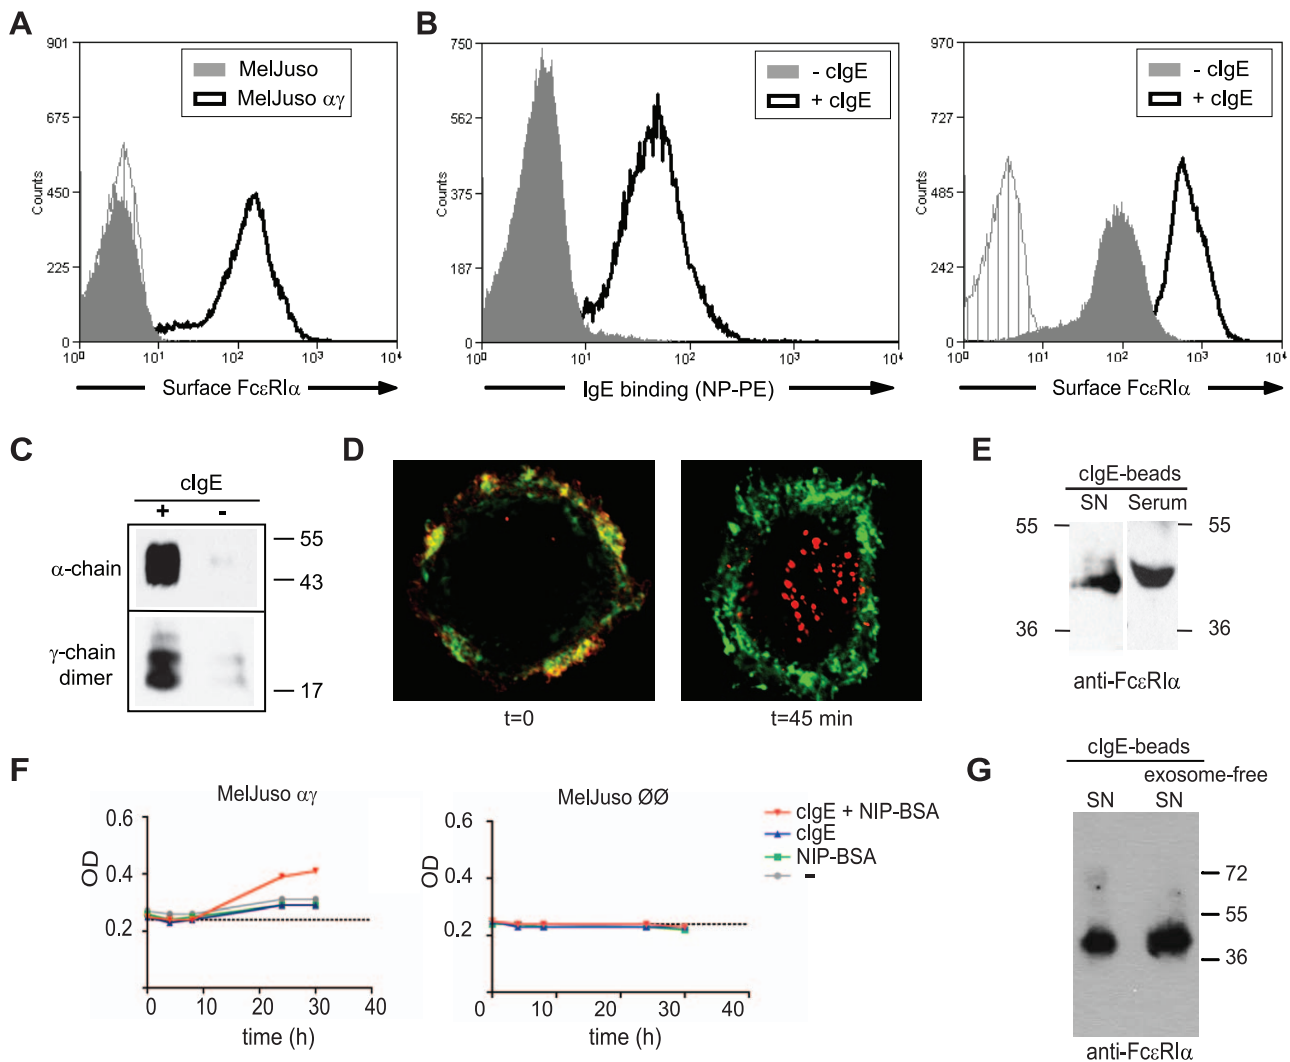 A
901
675
450
225
0
Counts
MelJuso
MelJuso αγ
10⁰ 10¹ 10² 10³ 10⁴
Surface FcεRIα
B
750
562
375
187
0
Counts
- cIgE
+ cIgE
10⁰ 10² 10³ 10⁴
IgE binding (NP-PE)
970
727
485
242
0
Counts
- cIgE
+ cIgE
10⁰ 10¹ 10² 10³ 10⁴
Surface FcεRIα
C
cIgE
+ -
α-chain
55
43
γ-chain
dimer
17
D
t=0
t=45 min
E
cIgE-beads
SN Serum
55 55
36 36
anti-FcεRIα
F
MelJuso αγ
0.6
0.4
0.2
OD
0 10 20 30 40
time (h)
MelJuso ØØ
0.6
0.4
0.2
OD
0 10 20 30 40
time (h)
cIgE + NIP-BSA
cIgE
NIP-BSA
-
G
cIgE-beads
exosome-free
SN SN
72
55
36
anti-FcεRIα